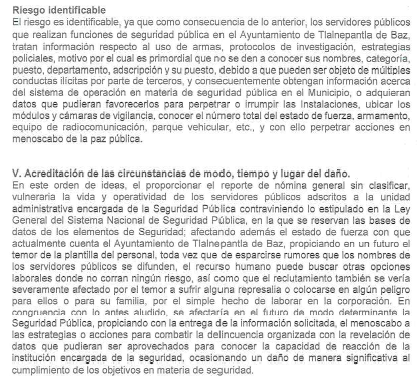 Riesgo identificable
El riesgo es identificable, ya que como consecuencia de lo anterior, los servidores públicos
que realizan funciones de seguridad pública en el Ayuntamiento de Tlalnepantla de Baz,
tratan información respecto al uso de armas, protocolos de investigación, estrategias
policiales, motivo por el cual es primordial que no se den a conocer sus nombres, categoría,
puesto, departamento, adscripción y su puesto, debido a que pueden ser objeto de múltiples
conductas ilícitas por parte de terceros, y consecuentemente obtengan información acerca
del sistema de operación en materia de seguridad pública en el Municipio, o adquieran
datos que pudieran favorecerlos para perpetrar o irrumpir las Instalaciones, ubicar los
módulos y cámaras de vigilancia, conocer el número total del estado de fuerza, armamento,
equipo de radiocomunicación, parque vehicular, etc., y con ello perpetrar acciones en
menoscabo de la paz pública.
V. Acreditación de las circunstancias de modo, tiempo y lugar del daño.
En este orden de ideas, el proporcionar el reporte de nómina general sin clasificar,
vulneraría la vida y operatividad de los servidores públicos adscritos a la unidad
administrativa encargada de la Seguridad Pública contraviniendo lo estipulado en la Ley
General del Sistema Nacional de Seguridad Pública, en la que se reservan las bases de
datos de los elementos de Seguridad; afectando además el estado de fuerza con que
actualmente cuenta el Ayuntamiento de Tlalnepantla de Baz, propiciando en un futuro el
temor de la plantilla del personal, toda vez que de esparcirse rumores que los nombres de
los servidores públicos se difunden, el recurso humano puede buscar otras opciones
laborales donde no corran ningún riesgo, así como que el reclutamiento también se vería
severamente afectado por el temor a sufrir alguna represalia o colocarse en algún peligro
para ellos o para su familia, por el simple hecho de laborar en la corporación. En
congruencia con lo antes aludido, se afectaría en el futuro de modo determinante la
Seguridad Pública, propiciando con la entrega de la información solicitada, el menoscabo a
las estrategias o acciones para combatir la delincuencia organizada con la revelación de
datos que pudieran ser aprovechados para conocer la capacidad de reacción de la
institución encargada de la seguridad, ocasionando un daño de manera significativa al
cumplimiento de los objetivos en materia de seguridad.